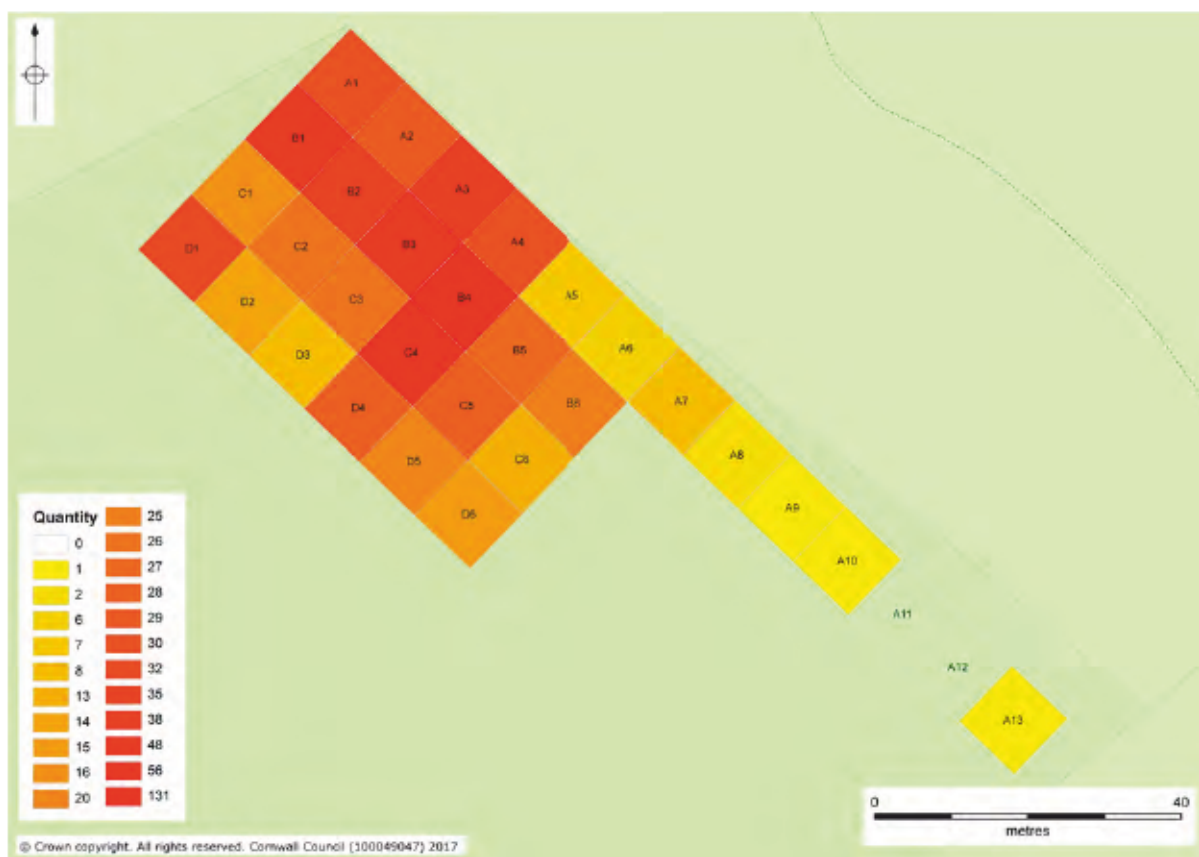 A1
A2
B1
A3
B2
C1
A4
B3
C2
D1
A5
B4
C3
D2
A6
B5
C4
D3
A7
B6
C5
D4
A8
C6
D5
A9
D6
A10
A11
A12
A13
Quantity
0
1
2
6
7
8
13
14
15
16
20
25
26
27
28
29
30
32
35
38
48
56
131
0 40
metres
© Crown copyright. All rights reserved. Cornwall Council (100049047) 2017